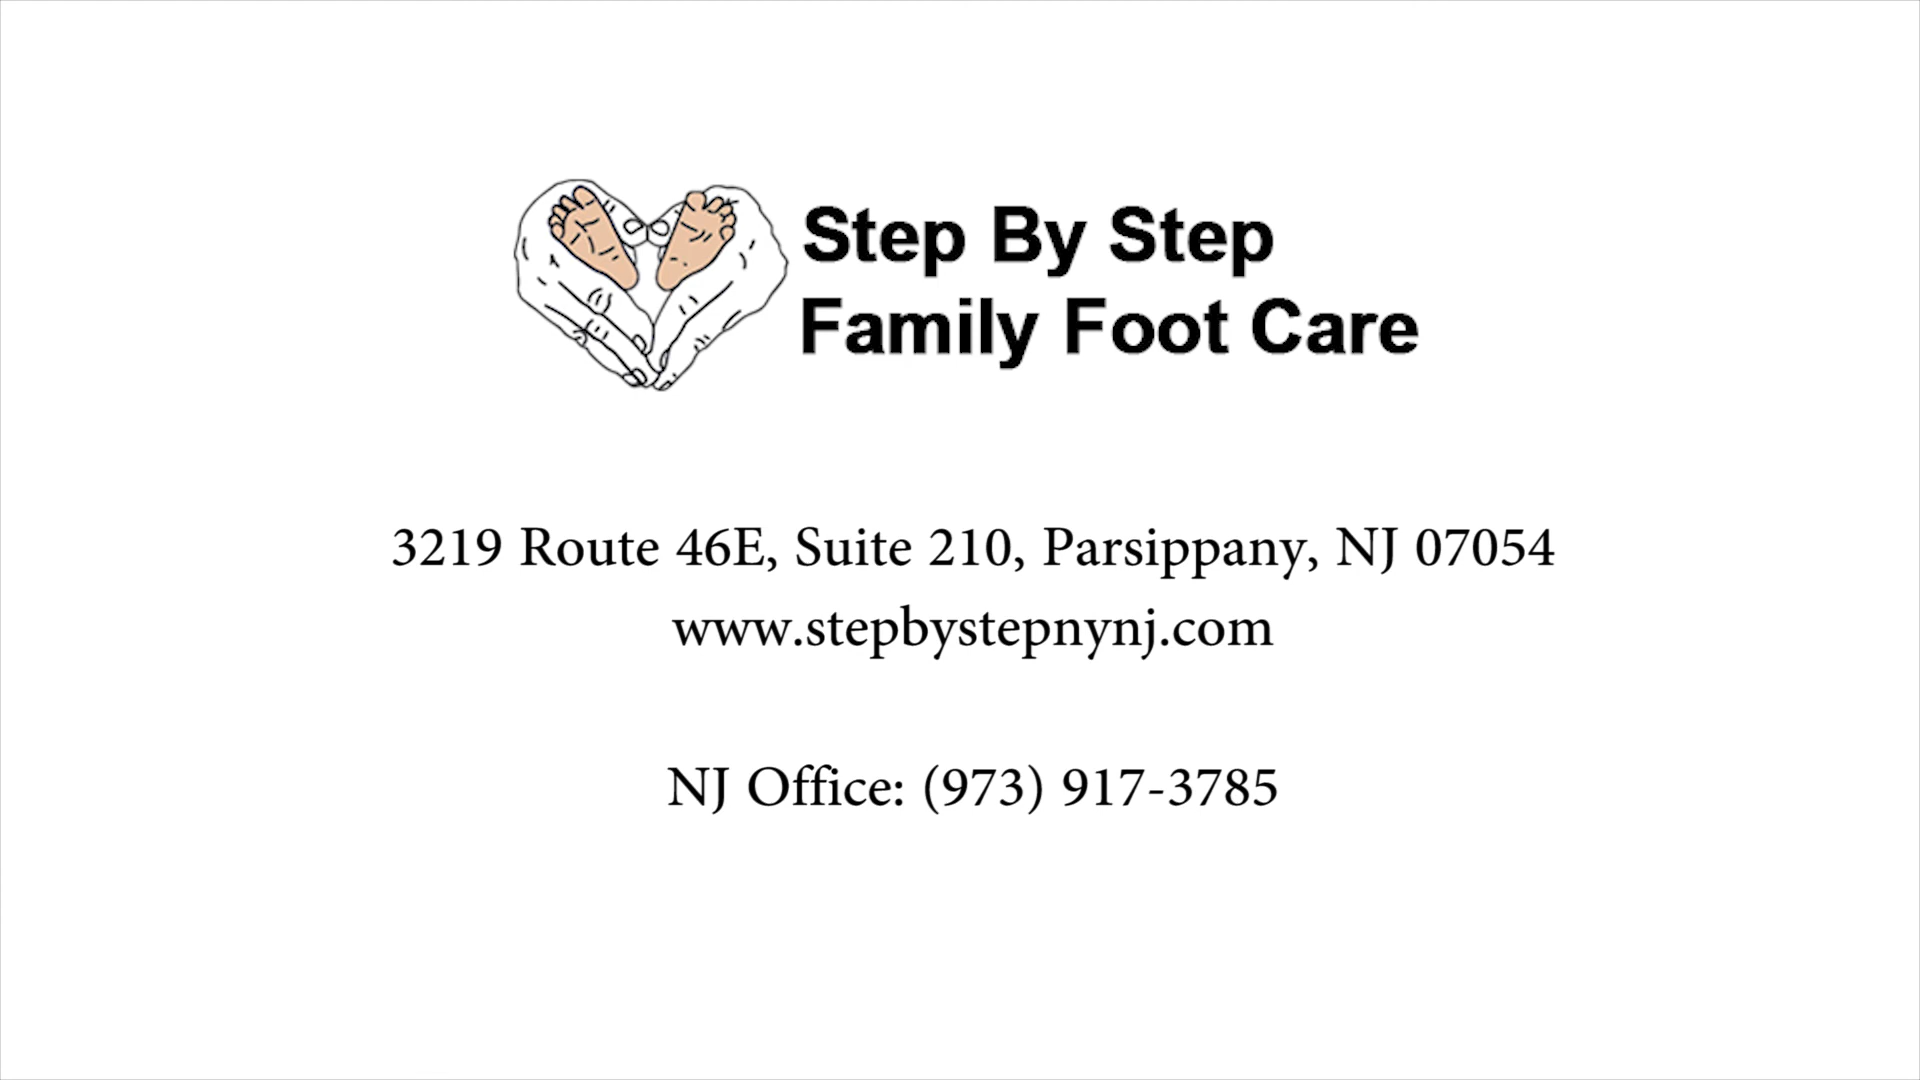 Step By Step
Family Foot Care
3219 Route 46E, Suite 210, Parsippany, NJ 07054
www.stepbystepnynj.com
NJ Office: (973) 917-3785